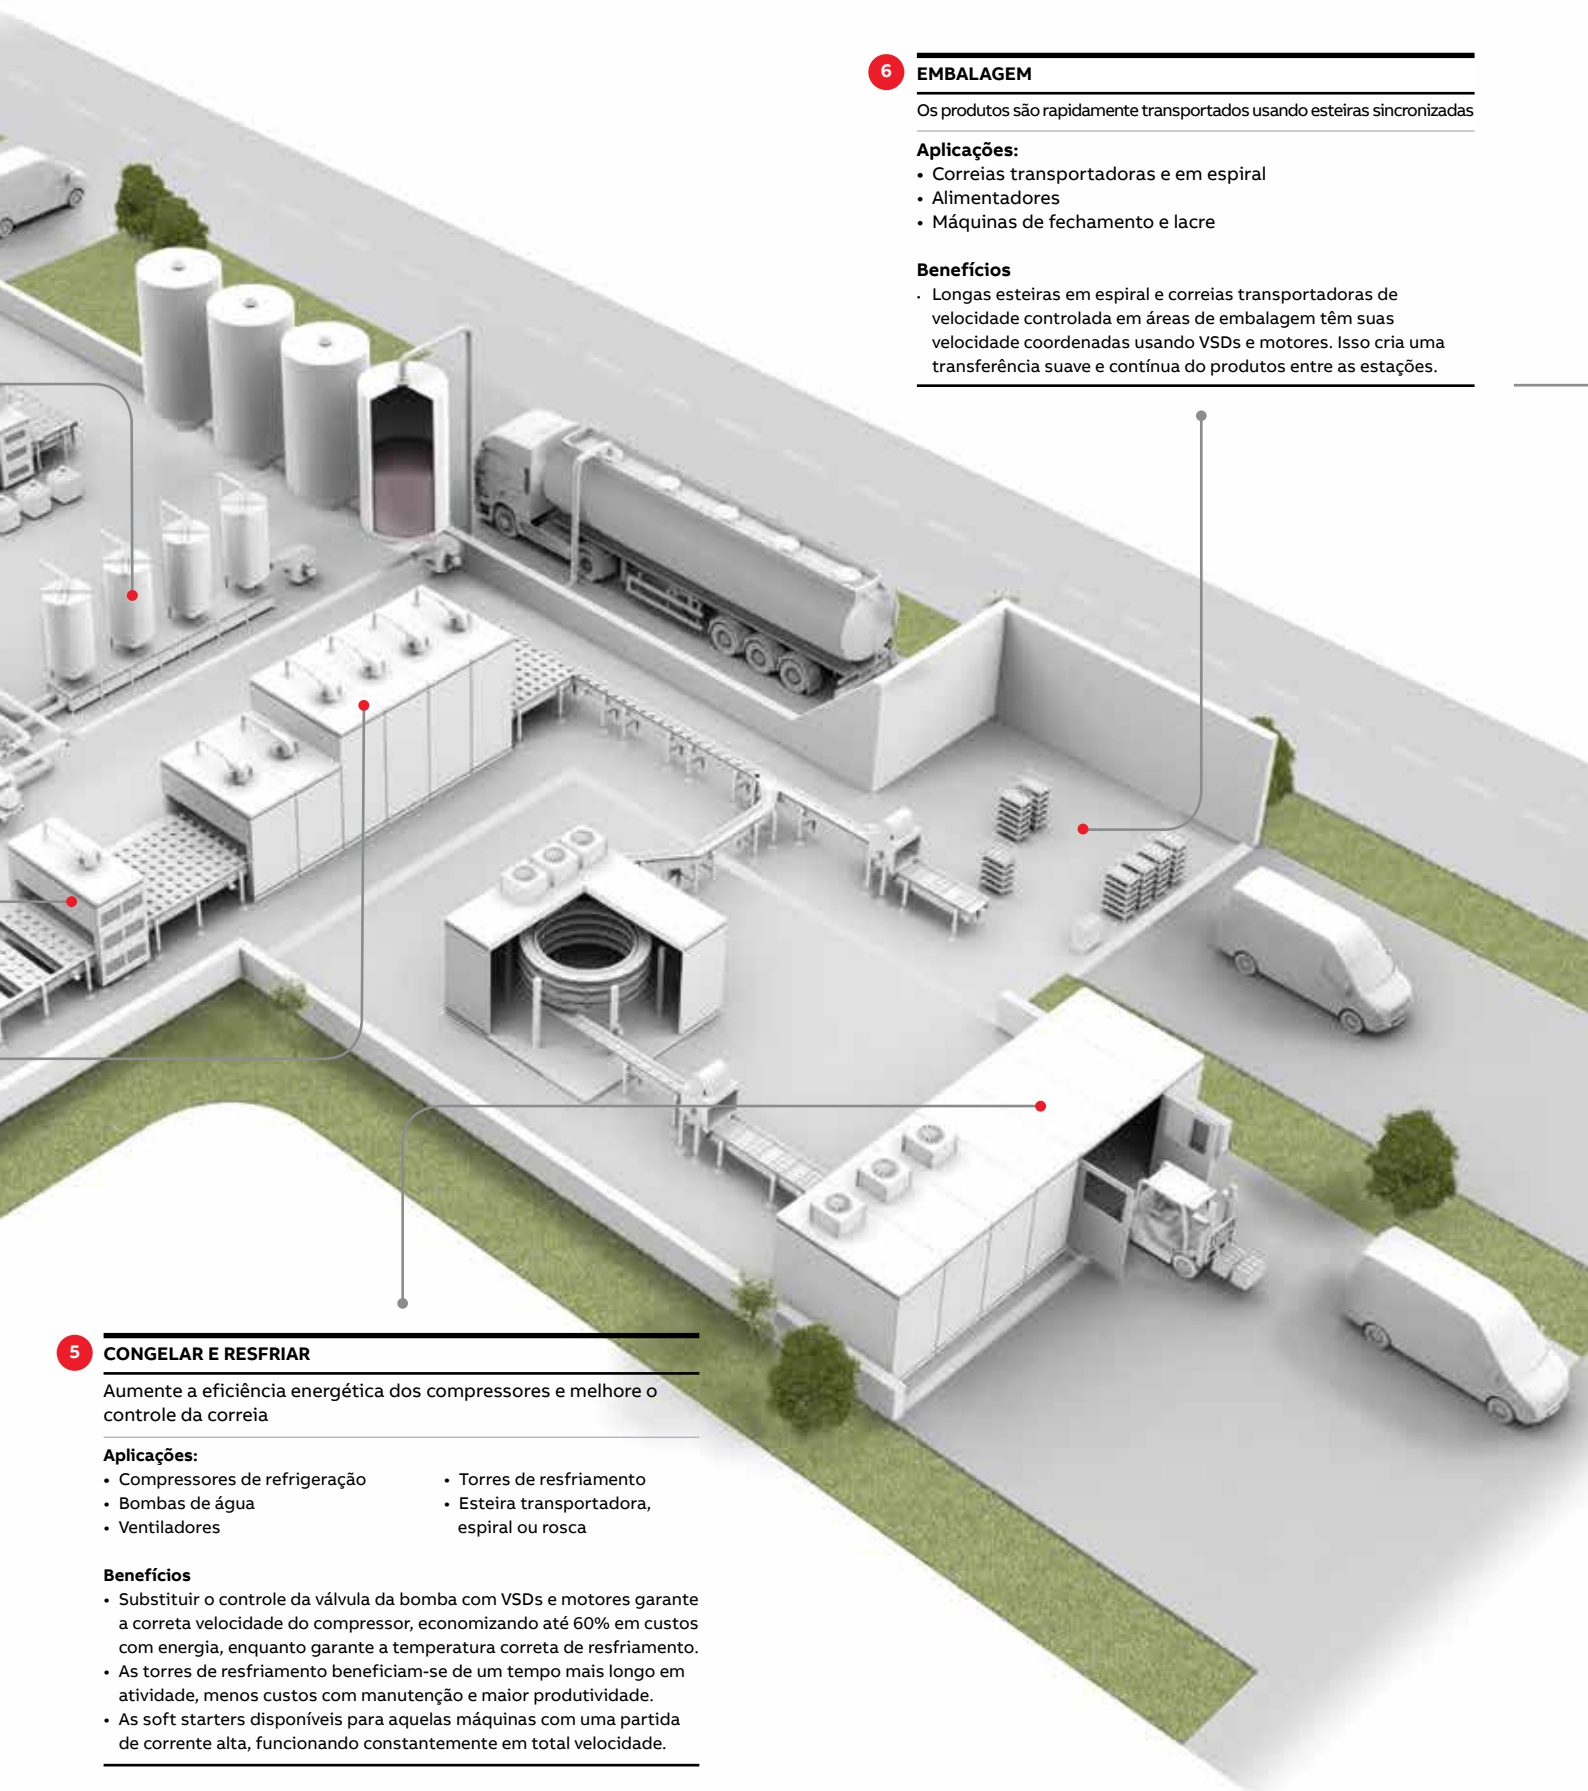 6
EMBALAGEM
Os produtos são rapidamente transportados usando esteiras sincronizadas
Aplicações:
• Correias transportadoras e em espiral
• Alimentadores
• Máquinas de fechamento e lacre
Benefícios
• Longas esteiras em espiral e correias transportadoras de
velocidade controlada em áreas de embalagem têm suas
velocidade coordenadas usando VSDs e motores. Isso cria uma
transferência suave e contínua do produtos entre as estações.
5
CONGELAR E RESFRIAR
Aumente a eficiência energética dos compressores e melhore o
controle da correia
Aplicações:
• Compressores de refrigeração
• Bombas de água
• Ventiladores
• Torres de resfriamento
• Esteira transportadora,
espiral ou rosca
Benefícios
• Substituir o controle da válvula da bomba com VSDs e motores garante
a correta velocidade do compressor, economizando até 60% em custos
com energia, enquanto garante a temperatura correta de resfriamento.
• As torres de resfriamento beneficiam-se de um tempo mais longo em
atividade, menos custos com manutenção e maior produtividade.
• As soft starters disponíveis para aquelas máquinas com uma partida
de corrente alta, funcionando constantemente em total velocidade.